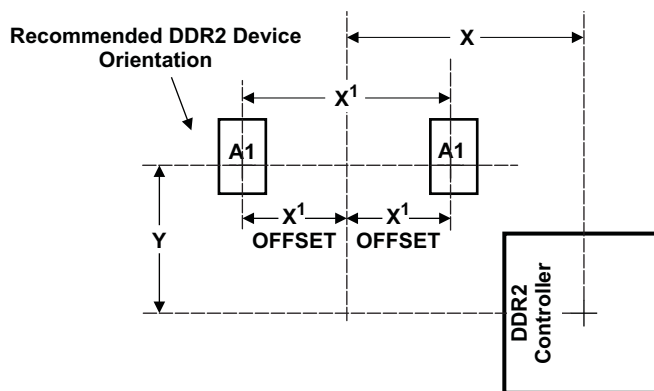 Recommended DDR2 Device
Orientation
X
X¹
A1
A1
X¹
X¹
OFFSET
OFFSET
Y
DDR2
Controller